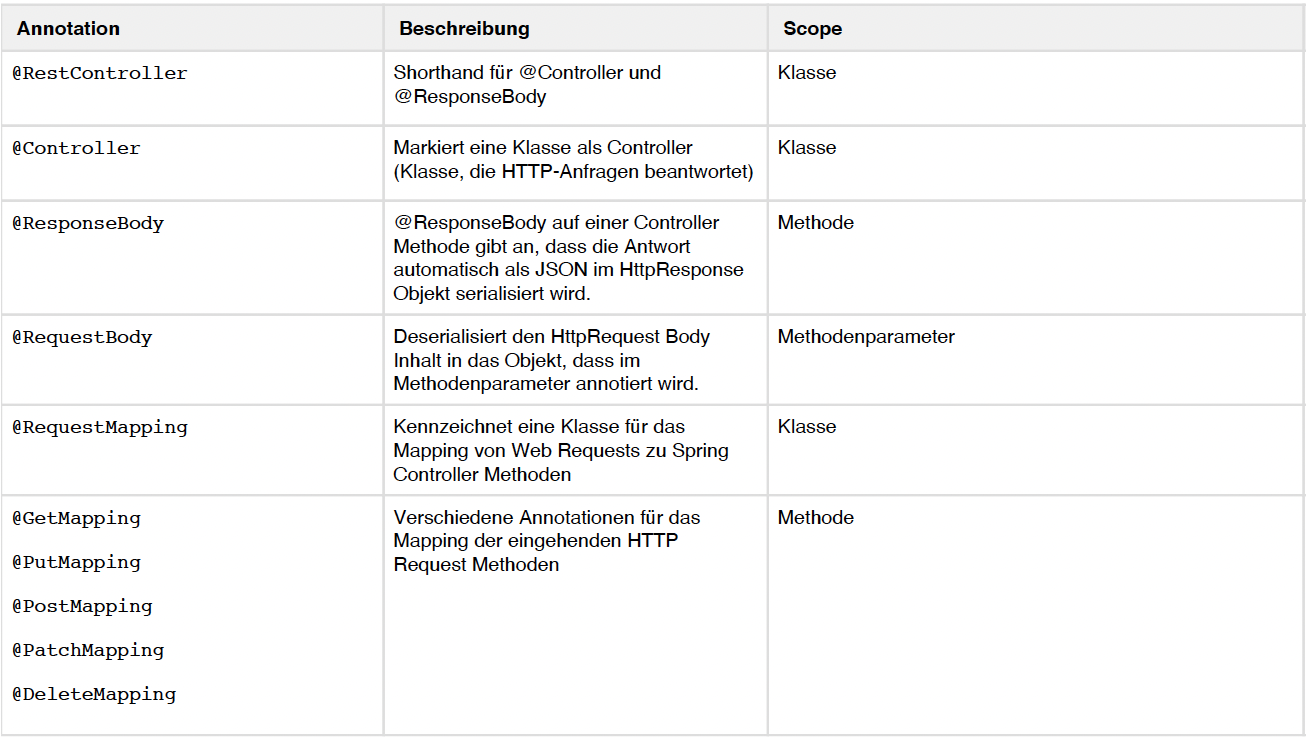 Annotation Beschreibung Scope
@RestController Shorthand für @Controller und Klasse
@ResponseBody
@Controller Markiert eine Klasse als Controller Klasse
(Klasse, die HTTP-Anfragen beantwortet)
@ResponseBody @ResponseBody auf einer Controller Methode
Methode gibt an, dass die Antwort
automatisch als JSON im HttpResponse
Objekt serialisiert wird.
@RequestBody Deserialisiert den HttpRequest Body Methodenparameter
Inhalt in das Objekt, dass im
Methodenparameter annotiert wird.
@RequestMapping Kennzeichnet eine Klasse für das Klasse
Mapping von Web Requests zu Spring
Controller Methoden
@GetMapping Verschiedene Annotationen für das Methode
Mapping der eingehenden HTTP
@PutMapping Request Methoden
@PostMapping
@PatchMapping
@DeleteMapping